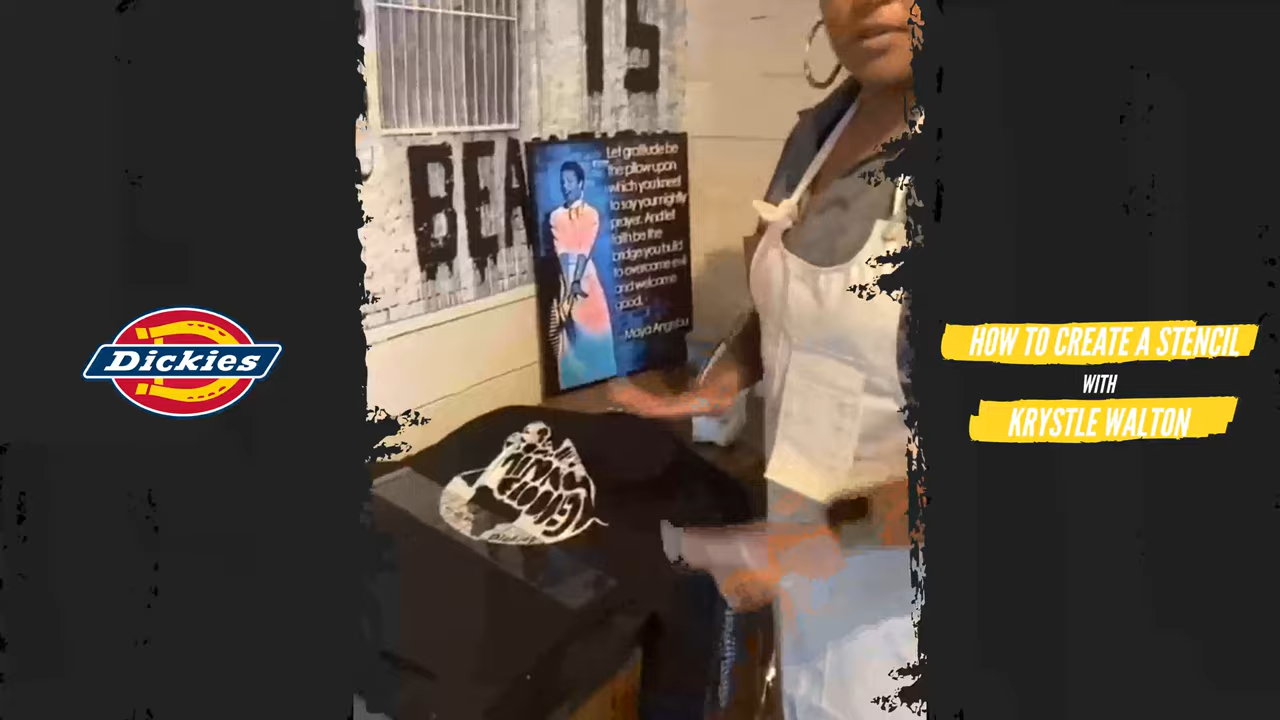 IS
BEA
Let gratitude be
the pillow upon
which you kneel
to say your nightly
prayer. And let
faith be the
bridge you build
to overcome evil
and welcome
good.
- Maya Angelou
Dickies
HOW TO CREATE A STENCIL
WITH
KRYSTLE WALTON